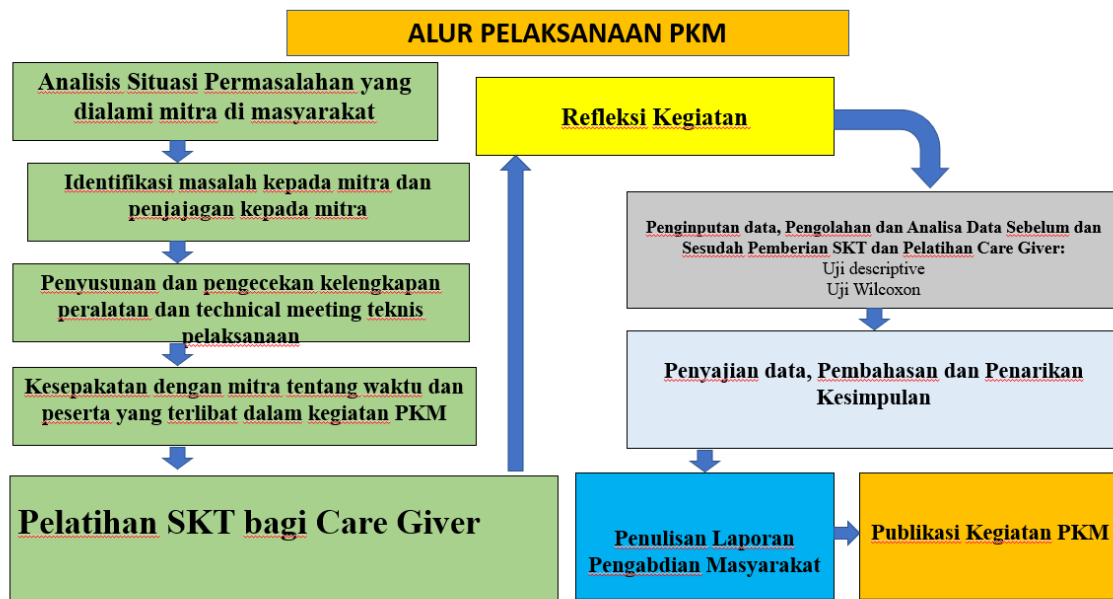 ALUR PELAKSANAAN PKM
Analisis Situasi Permasalahan yang
dialami mitra di masyarakat
Identifikasi masalah kepada mitra dan
penjajagan kepada mitra
Penyusunan dan pengecekan kelengkapan
peralatan dan technical meeting teknis
pelaksanaan
Kesepakatan dengan mitra tentang waktu dan
peserta yang terlibat dalam kegiatan PKM
Pelatihan SKT bagi Care Giver
Refleksi Kegiatan
Penginputan data, Pengolahan dan Analisa Data Sebelum dan
Sesudah Pemberian SKT dan Pelatihan Care Giver:
Uji descriptive
Uji Wilcoxon
Penyajian data, Pembahasan dan Penarikan
Kesimpulan
Penulisan Laporan
Pengabdian Masyarakat
Publikasi Kegiatan PKM